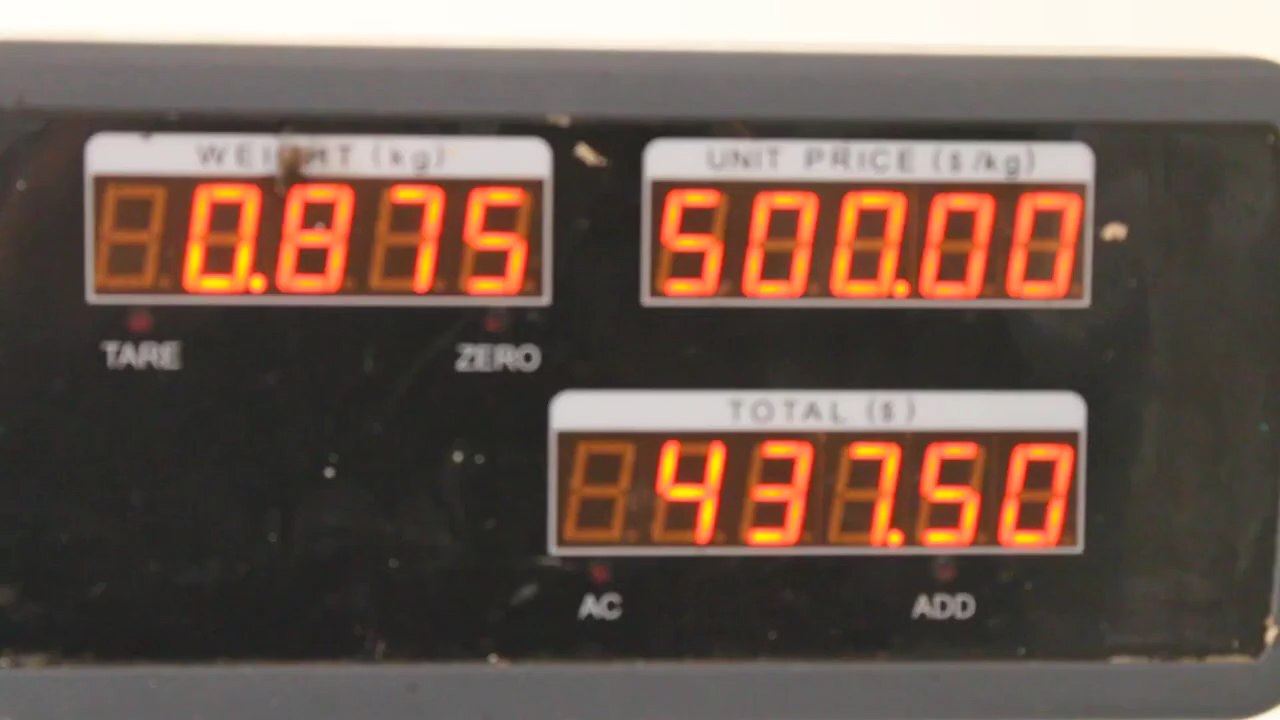 WEIGHT (kg)
0.875
UNIT PRICE ($/kg)
500.00
TARE
ZERO
TOTAL ($)
437.50
AC
ADD